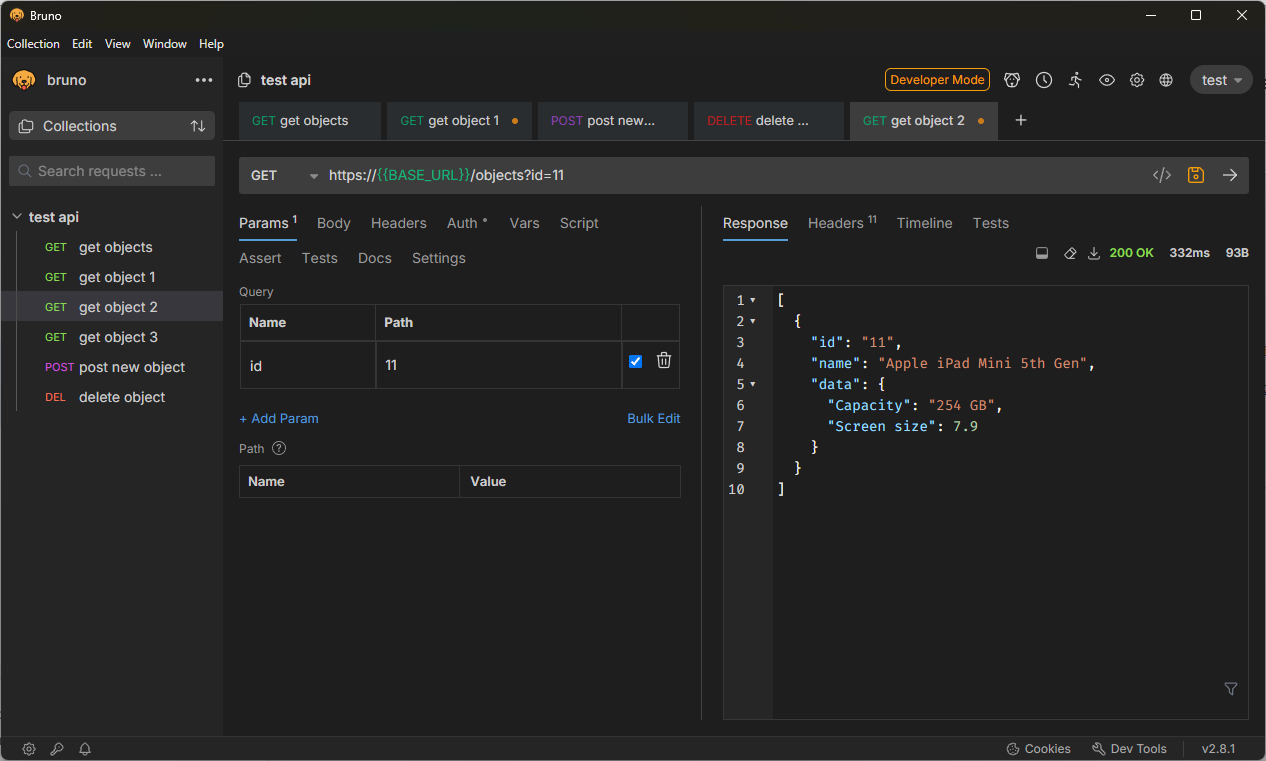 Bruno
Collection Edit View Window Help
bruno
test api
Developer Mode
test
Collections
GET get objects
GET get object 1
POST post new...
DELETE delete ...
GET get object 2
+
Search requests ...
GET https://{{BASE_URL}}/objects?id=11
</>
test api
GET get objects
GET get object 1
GET get object 2
GET get object 3
POST post new object
DEL delete object
Params 1 Body Headers Auth Vars Script
Assert Tests Docs Settings
Query
Name Path
id 11
+ Add Param Bulk Edit
Path ?
Name Value
Response Headers 11 Timeline Tests
200 OK 332ms 93B
1 [
2 {
3 "id": "11",
4 "name": "Apple iPad Mini 5th Gen",
5 "data": {
6 "Capacity": "254 GB",
7 "Screen size": 7.9
8 }
9 }
10 ]
Cookies Dev Tools v2.8.1